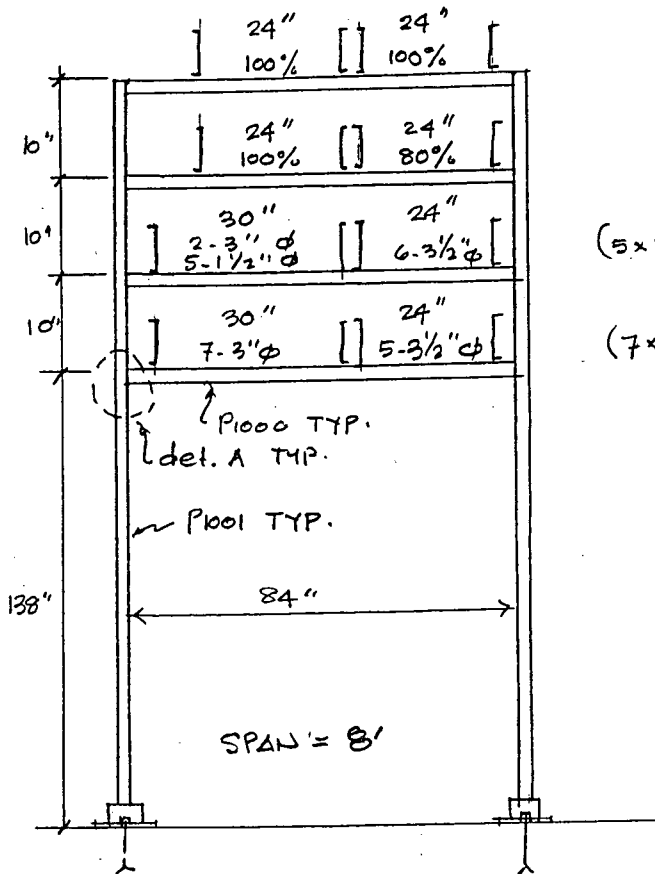 24" 24"
100% 100%
10"
24" 24"
100% 80%
10"
30" 24"
2-3" φ 6-3½" φ
5-1½" φ
(5x
10"
30" 24"
7-3" φ 5-3½" φ
(7x
P1000 TYP.
det. A TYP.
P1001 TYP.
138"
84"
SPAN = 8'